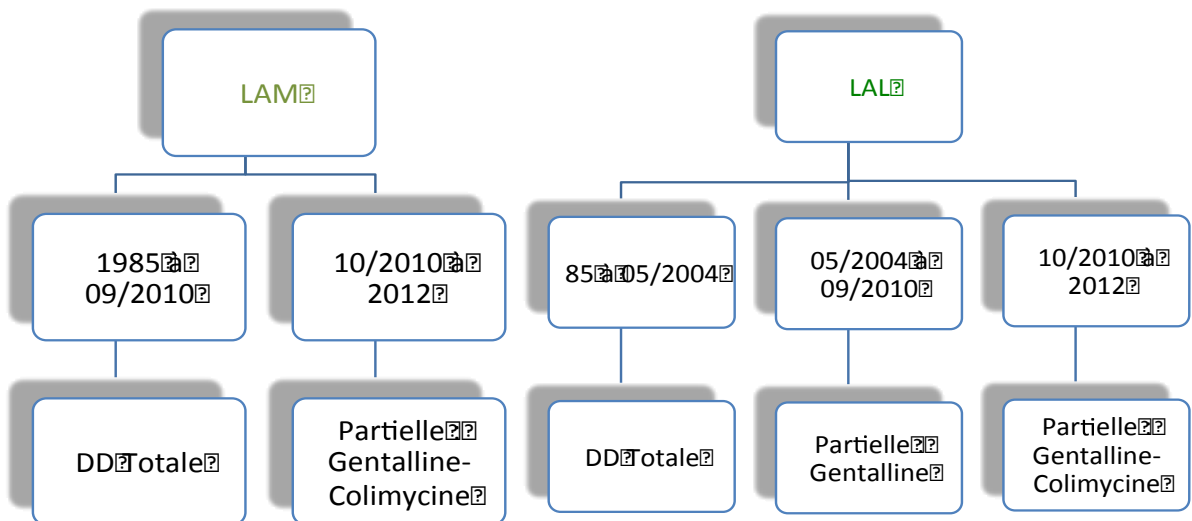 LAM⍰
LAL⍰
1985⍰à⍰
09/2010⍰
10/2010⍰à⍰
2012⍰
85⍰à⍰05/2004⍰
05/2004⍰à⍰
09/2010⍰
10/2010⍰à⍰
2012⍰
DD⍰Totale⍰
Partielle⍰⍰
Gentalline-
Colimycine⍰
DD⍰Totale⍰
Partielle⍰⍰
Gentalline⍰
Partielle⍰⍰
Gentalline-
Colimycine⍰